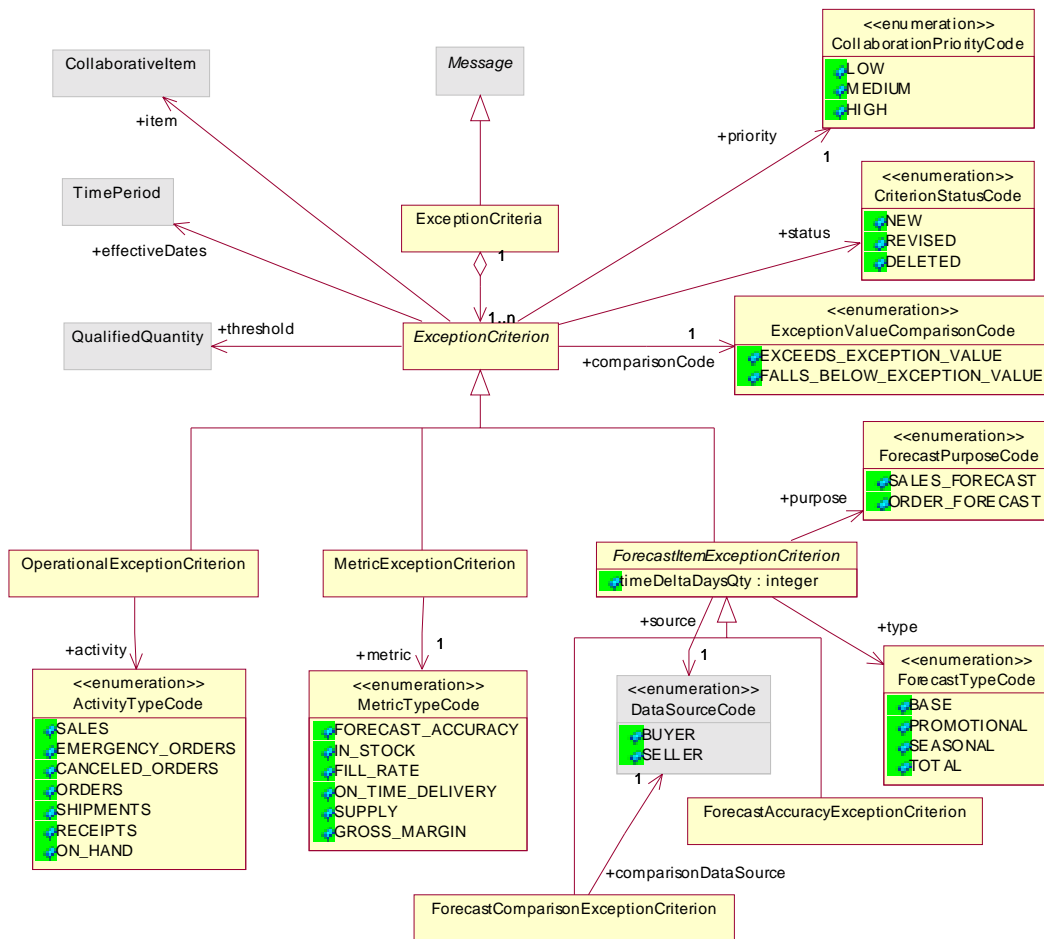 <<enumeration>>
CollaborationPriorityCode
LOW
MEDIUM
HIGH
CollaborativeItem
Message
+item
+priority
1
<<enumeration>>
CriterionStatusCode
NEW
REVISED
DELETED
TimePeriod
ExceptionCriteria
+effectiveDates
1
+status
<<enumeration>>
ExceptionValueComparisonCode
EXCEEDS_EXCEPTION_VALUE
FALLS_BELOW_EXCEPTION_VALUE
QualifiedQuantity
+threshold
1..n
ExceptionCriterion
1
+comparisonCode
<<enumeration>>
ForecastPurposeCode
SALES_FORECAST
ORDER_FORECAST
+purpose
OperationalExceptionCriterion
MetricExceptionCriterion
ForecastItemExceptionCriterion
timeDeltaDaysQty : integer
+activity
+metric
1
+source
1
+type
<<enumeration>>
ActivityTypeCode
SALES
EMERGENCY_ORDERS
CANCELED_ORDERS
ORDERS
SHIPMENTS
RECEIPTS
ON_HAND
<<enumeration>>
MetricTypeCode
FORECAST_ACCURACY
IN_STOCK
FILL_RATE
ON_TIME_DELIVERY
SUPPLY
GROSS_MARGIN
<<enumeration>>
DataSourceCode
BUYER
SELLER
1
<<enumeration>>
ForecastTypeCode
BASE
PROMOTIONAL
SEASONAL
TOTAL
ForecastAccuracyExceptionCriterion
+comparisonDataSource
ForecastComparisonExceptionCriterion